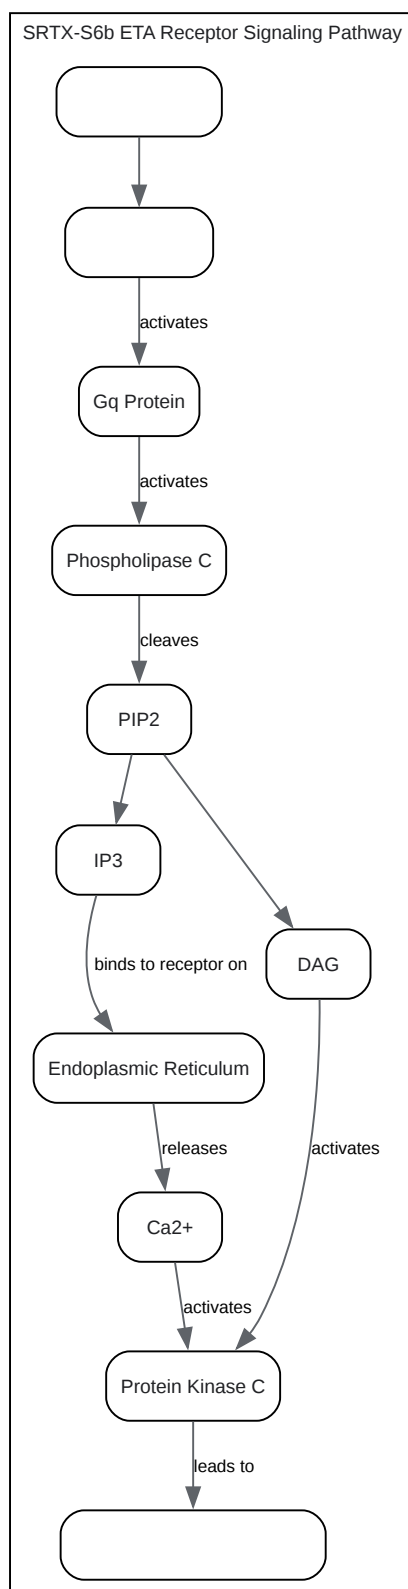 SRTX-S6b ETA Receptor Signaling Pathway
activates
Gq Protein
activates
Phospholipase C
cleaves
PIP2
IP3
binds to receptor on
DAG
Endoplasmic Reticulum
releases
activates
Ca2+
activates
Protein Kinase C
leads to